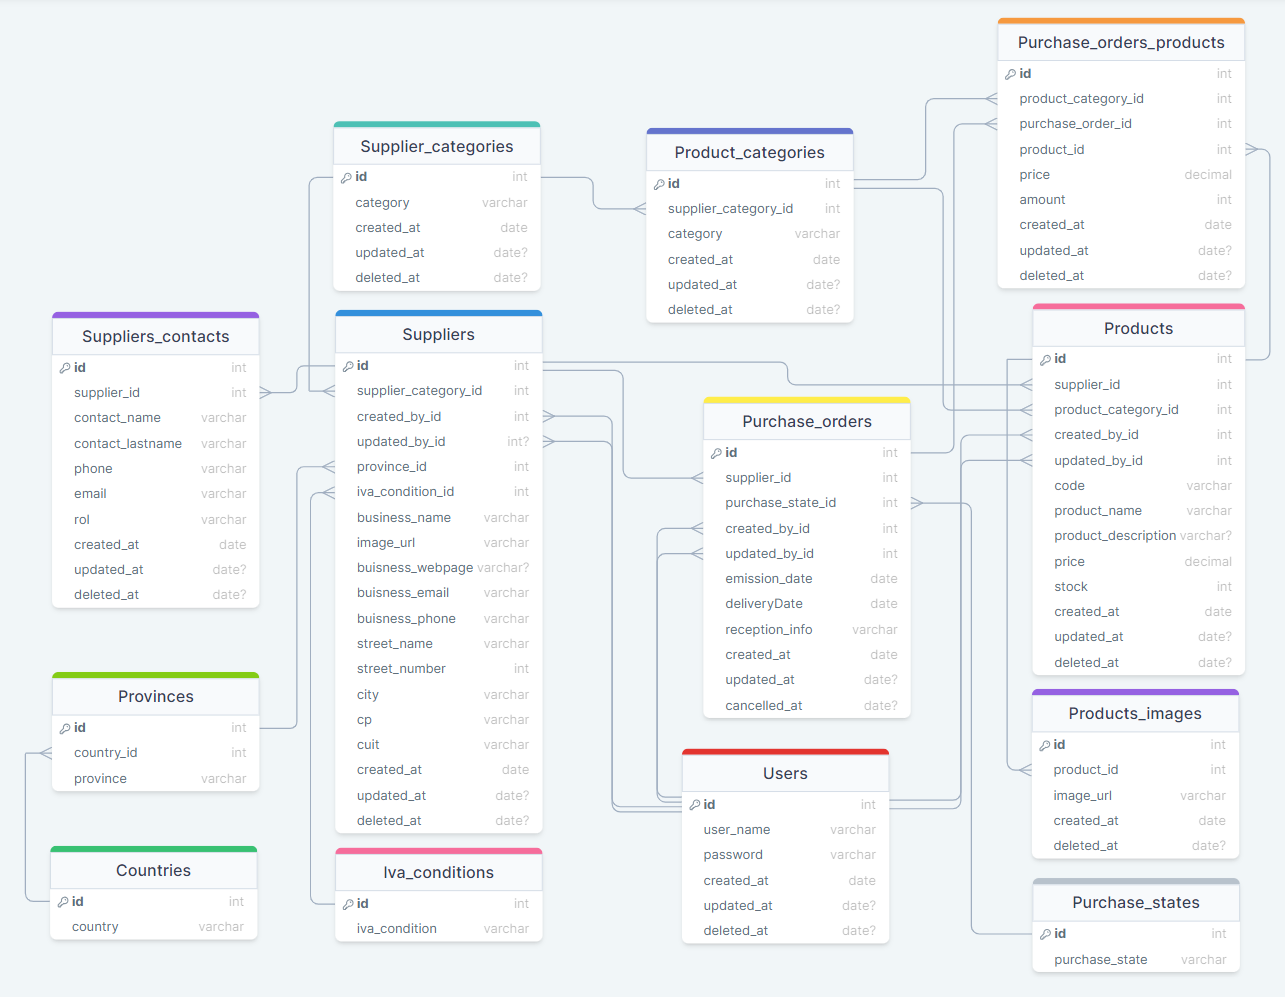 Purchase_orders_products
id int
product_category_id int
purchase_order_id int
product_id int
price decimal
amount int
created_at date
updated_at date?
deleted_at date?
Supplier_categories
id int
category varchar
created_at date
updated_at date?
deleted_at date?
Product_categories
id int
supplier_category_id int
category varchar
created_at date
updated_at date?
deleted_at date?
Suppliers_contacts
id int
supplier_id int
contact_name varchar
contact_lastname varchar
phone varchar
email varchar
rol varchar
created_at date
updated_at date?
deleted_at date?
Suppliers
id int
supplier_category_id int
created_by_id int
updated_by_id int?
province_id int
iva_condition_id int
business_name varchar
image_url varchar
buisness_webpage varchar?
buisness_email varchar
buisness_phone varchar
street_name varchar
street_number int
city varchar
cp varchar
cuit varchar
created_at date
updated_at date?
deleted_at date?
Products
id int
supplier_id int
product_category_id int
created_by_id int
updated_by_id int
code varchar
product_name varchar
product_description varchar?
price decimal
stock int
created_at date
updated_at date?
deleted_at date?
Purchase_orders
id int
supplier_id int
purchase_state_id int
created_by_id int
updated_by_id int
emission_date date
deliveryDate date
reception_info varchar
created_at date
updated_at date?
cancelled_at date?
Provinces
id int
country_id int
province varchar
Products_images
id int
product_id int
image_url varchar
created_at date
deleted_at date?
Users
id int
user_name varchar
password varchar
created_at date
updated_at date?
deleted_at date?
Countries
id int
country varchar
Iva_conditions
id int
iva_condition varchar
Purchase_states
id int
purchase_state varchar